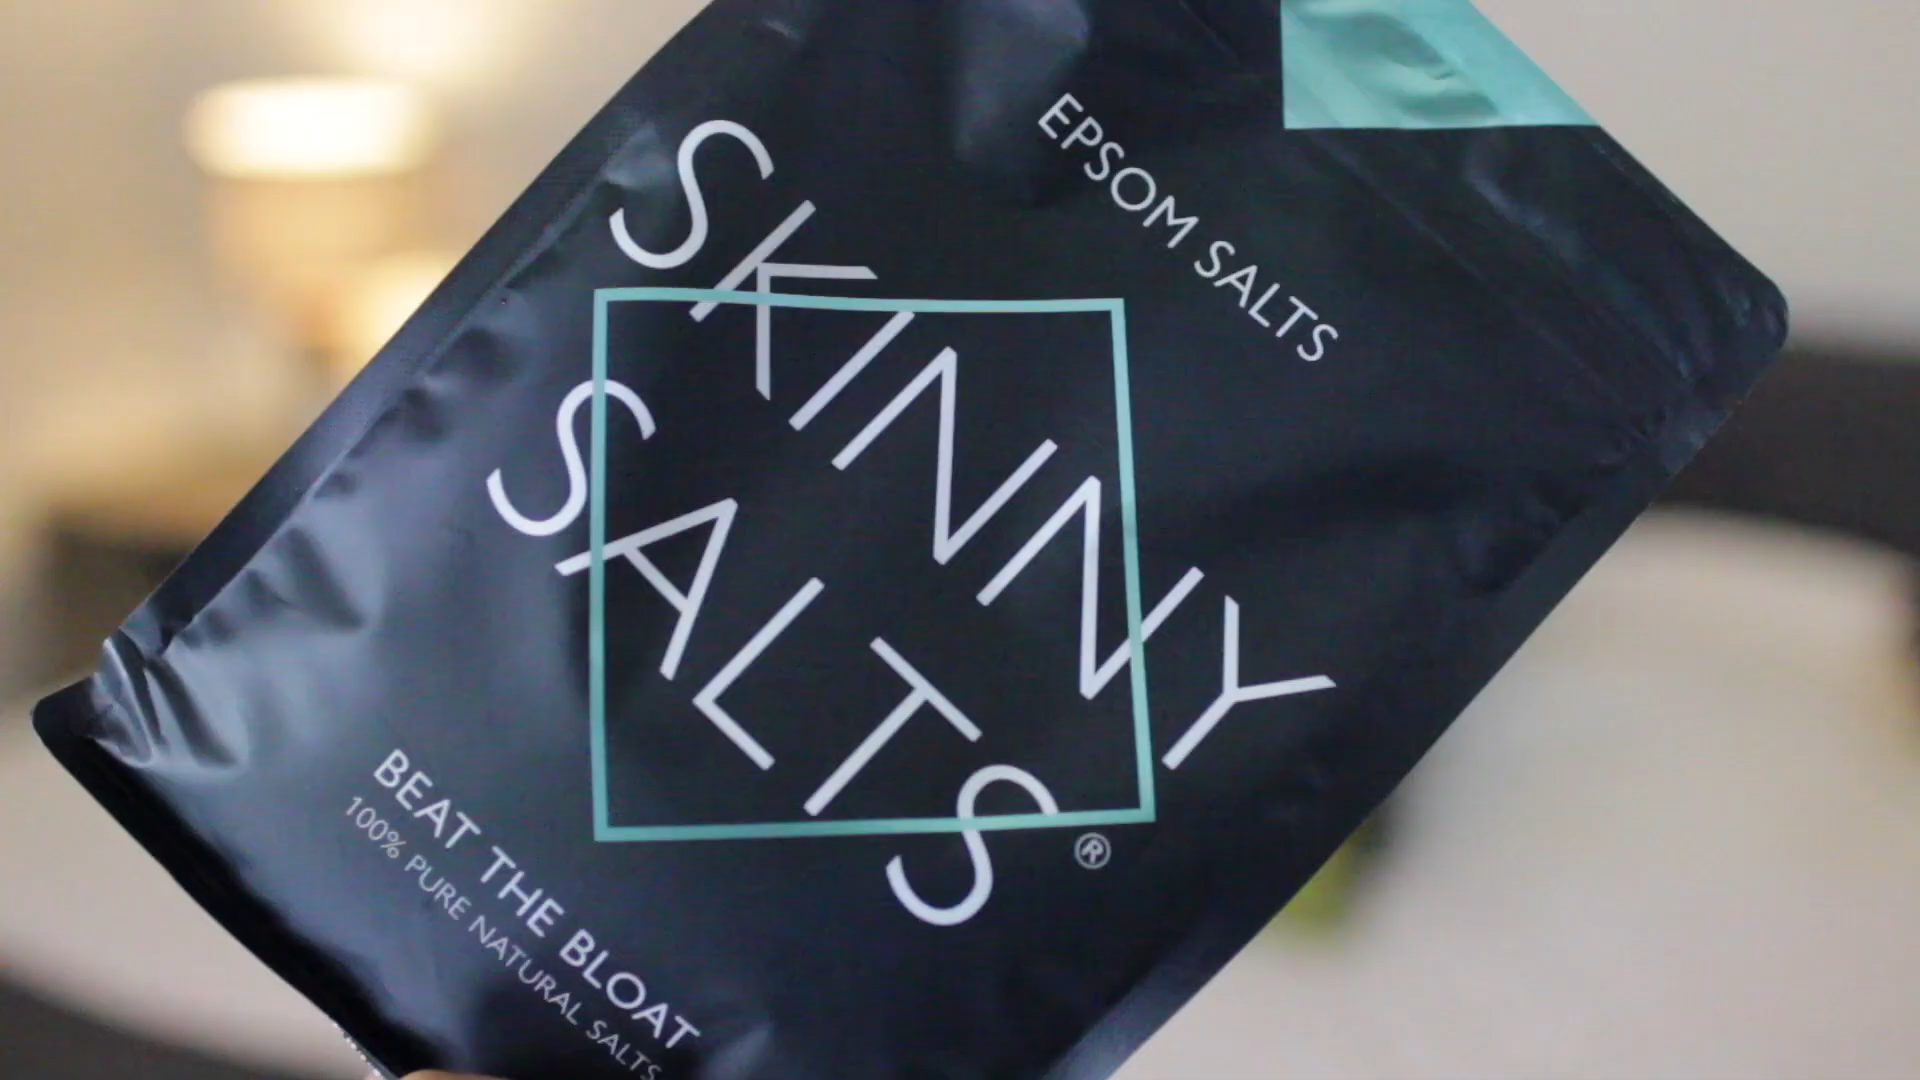 EPSOM SALTS
SKINNY
SALTS®
BEAT THE BLOAT
100% PURE NATURAL SALTS